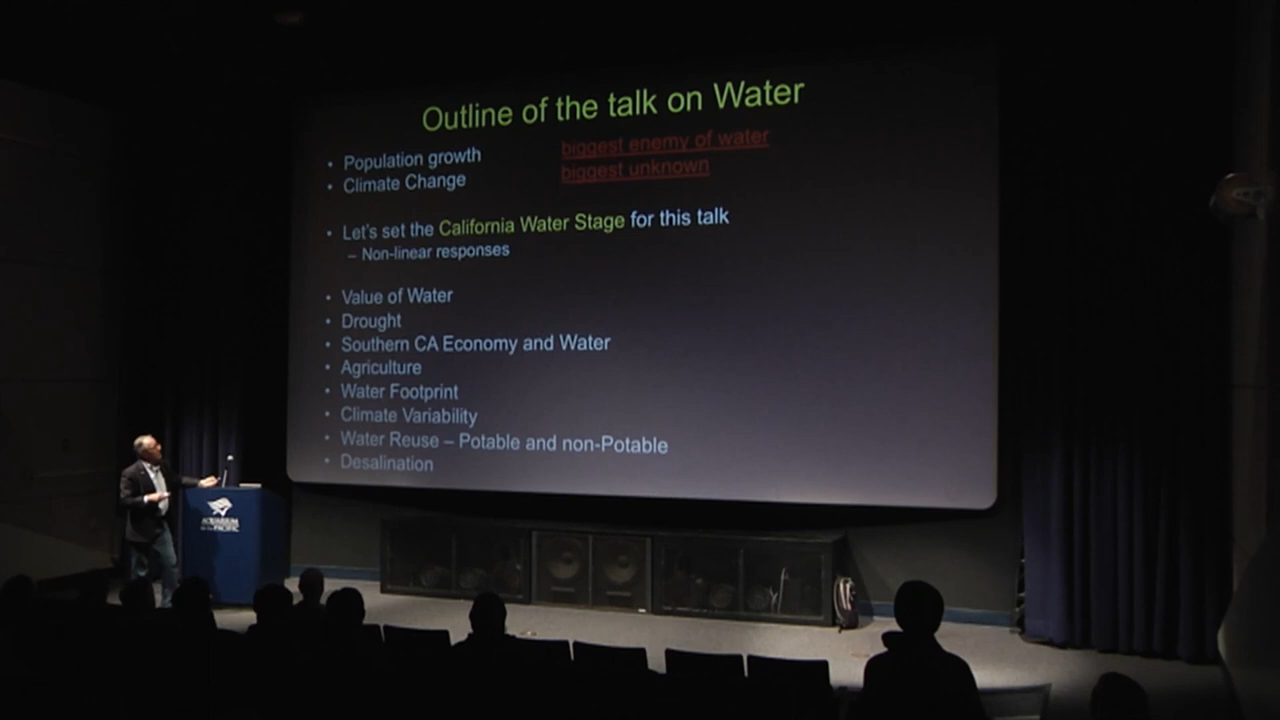 Outline of the talk on Water
• Population growth biggest enemy of water
• Climate Change biggest unknown
• Let's set the California Water Stage for this talk
– Non-linear responses
• Value of Water
• Drought
• Southern CA Economy and Water
• Agriculture
• Water Footprint
• Climate Variability
• Water Reuse – Potable and non-Potable
• Desalination
AQUARIUM
OF THE PACIFIC